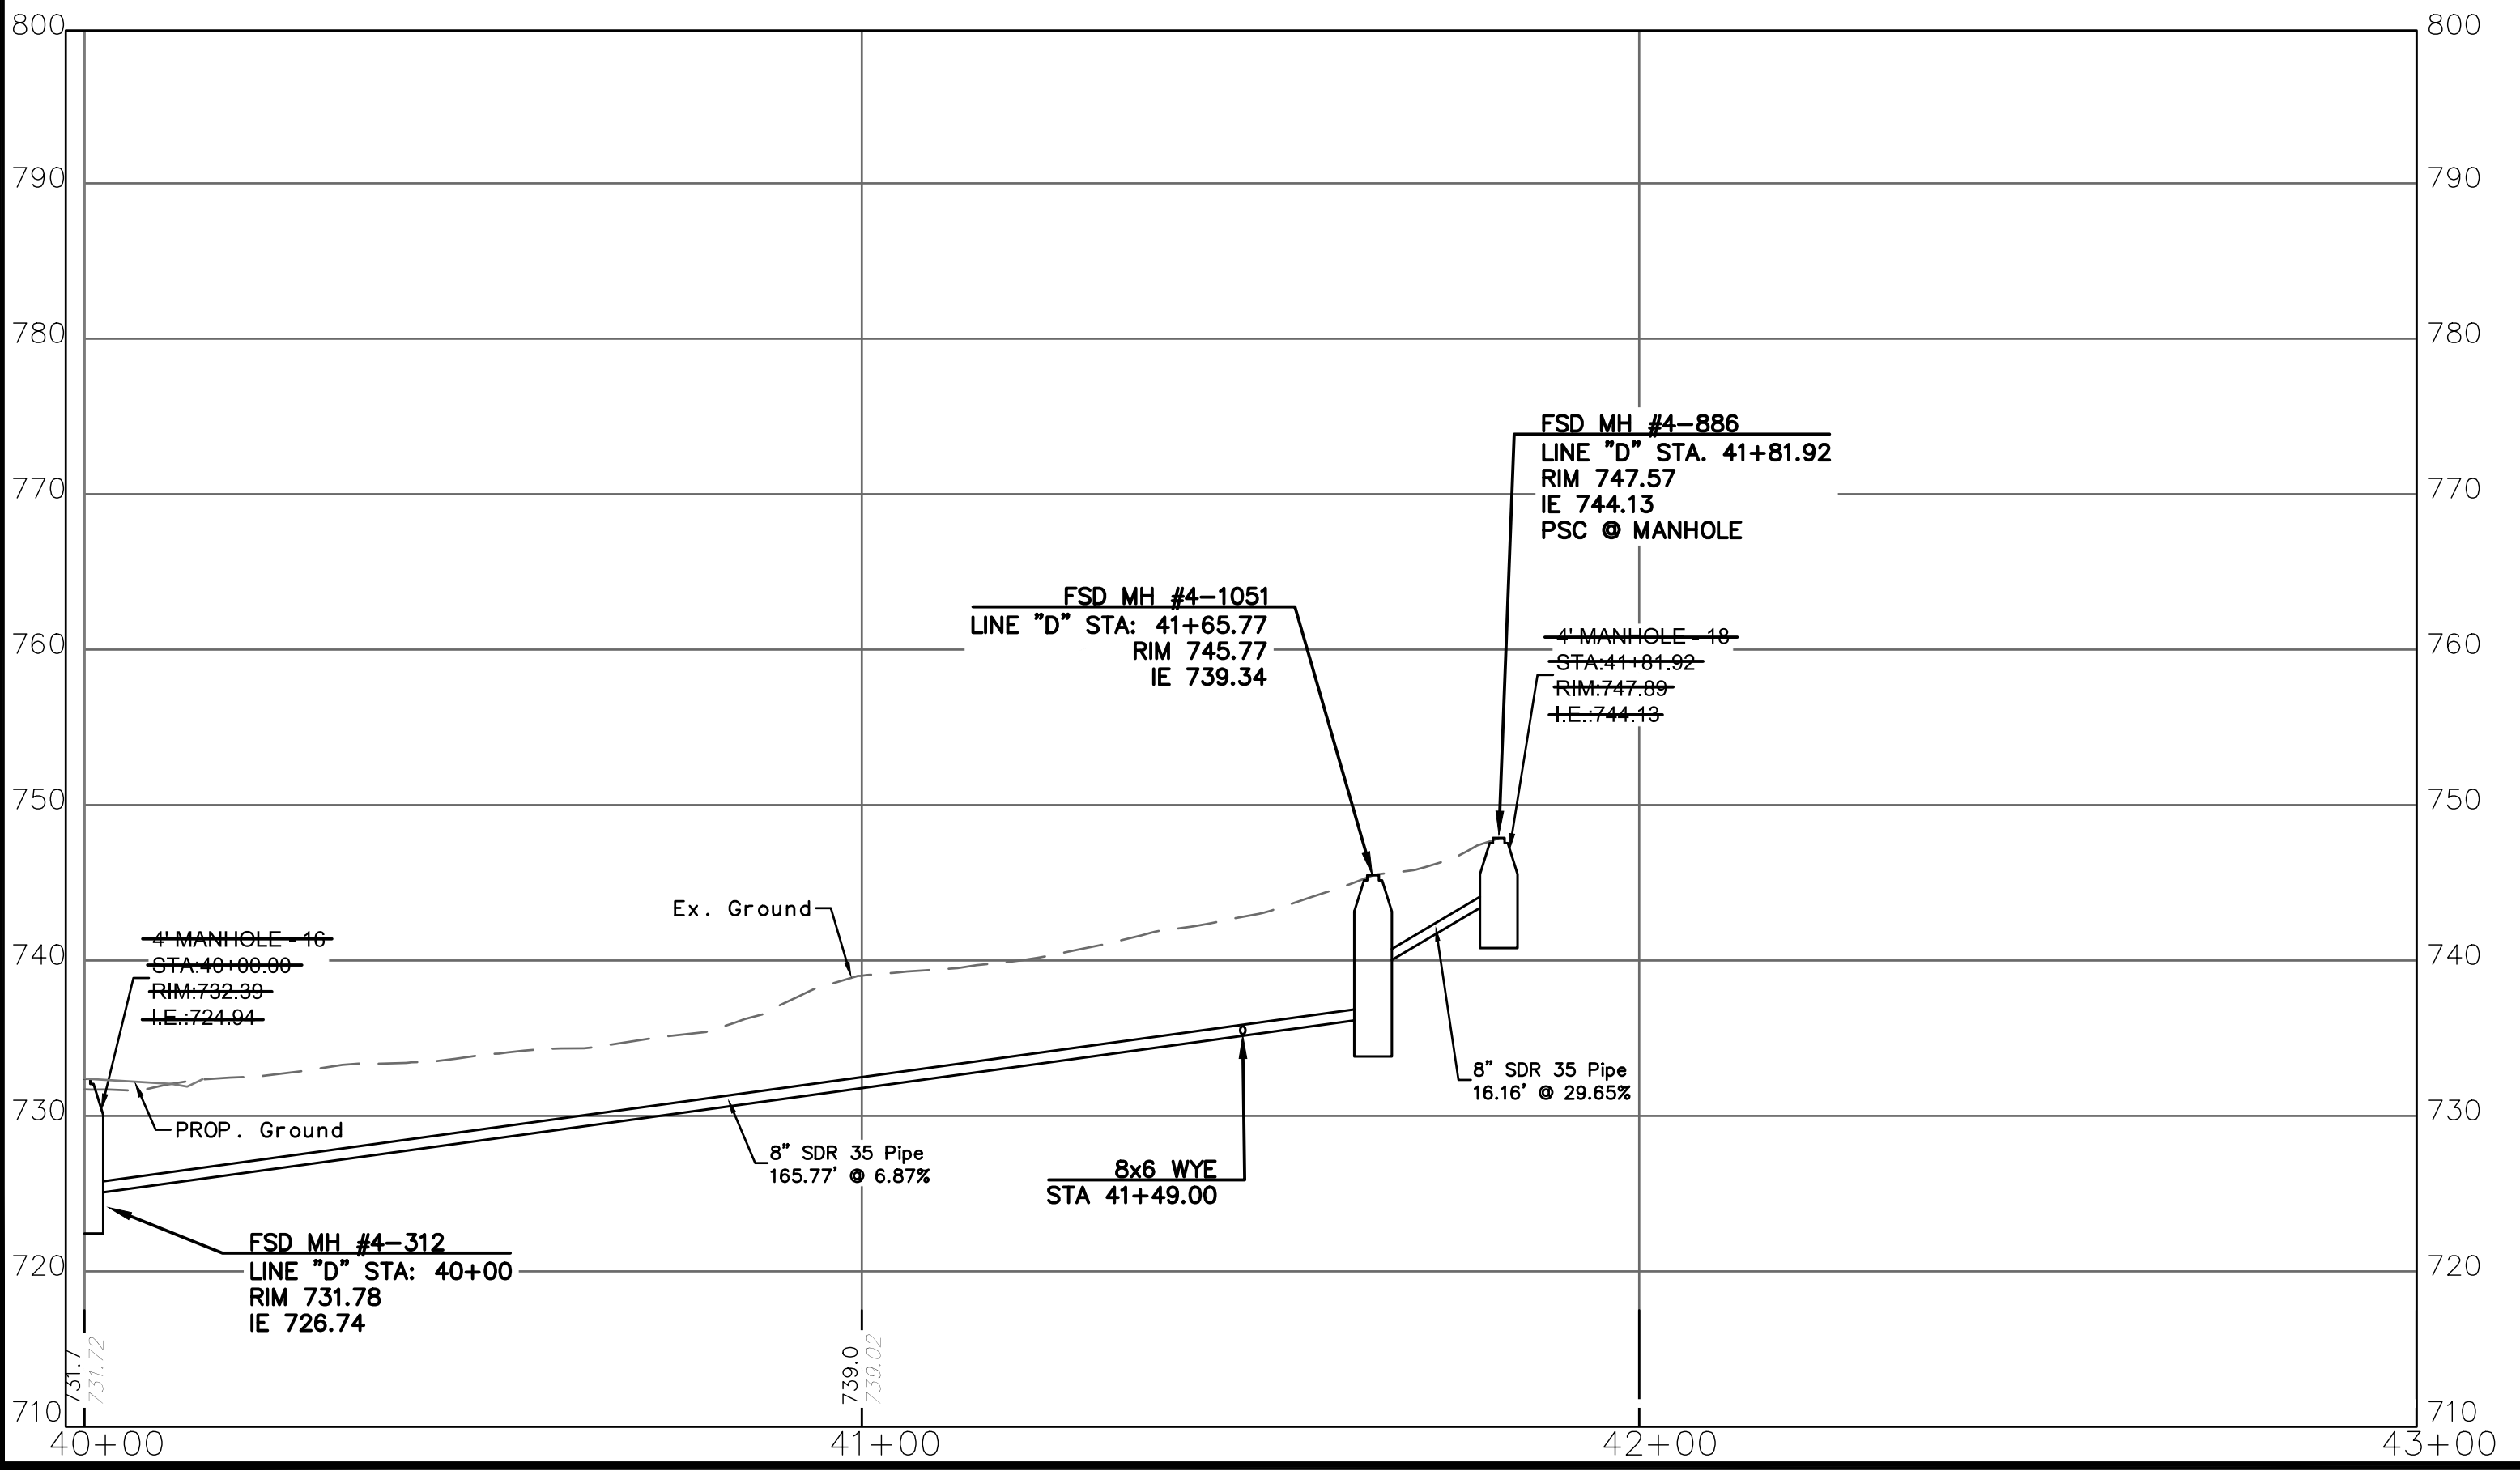 800
800
790
790
780
780
FSD MH #4-886
LINE "D" STA. 41+81.92
RIM 747.57
IE 744.13
PSC @ MANHOLE
770
770
FSD MH #4-1051
LINE "D" STA: 41+65.77
RIM 745.77
IE 739.34
4' MANHOLE - 18
STA:41+81.92
RIM:747.89
I.E.:744.13
760
760
750
750
Ex. Ground
4' MANHOLE - 16
STA:40+00.00
RIM:732.39
I.E.:724.94
740
740
8" SDR 35 Pipe
16.16' @ 29.65%
730
730
PROP. Ground
8" SDR 35 Pipe
165.77' @ 6.87%
8x6 WYE
STA 41+49.00
FSD MH #4-312
LINE "D" STA: 40+00
RIM 731.78
IE 726.74
720
720
731.7
731.72
739.0
739.02
710
710
40+00
41+00
42+00
43+00